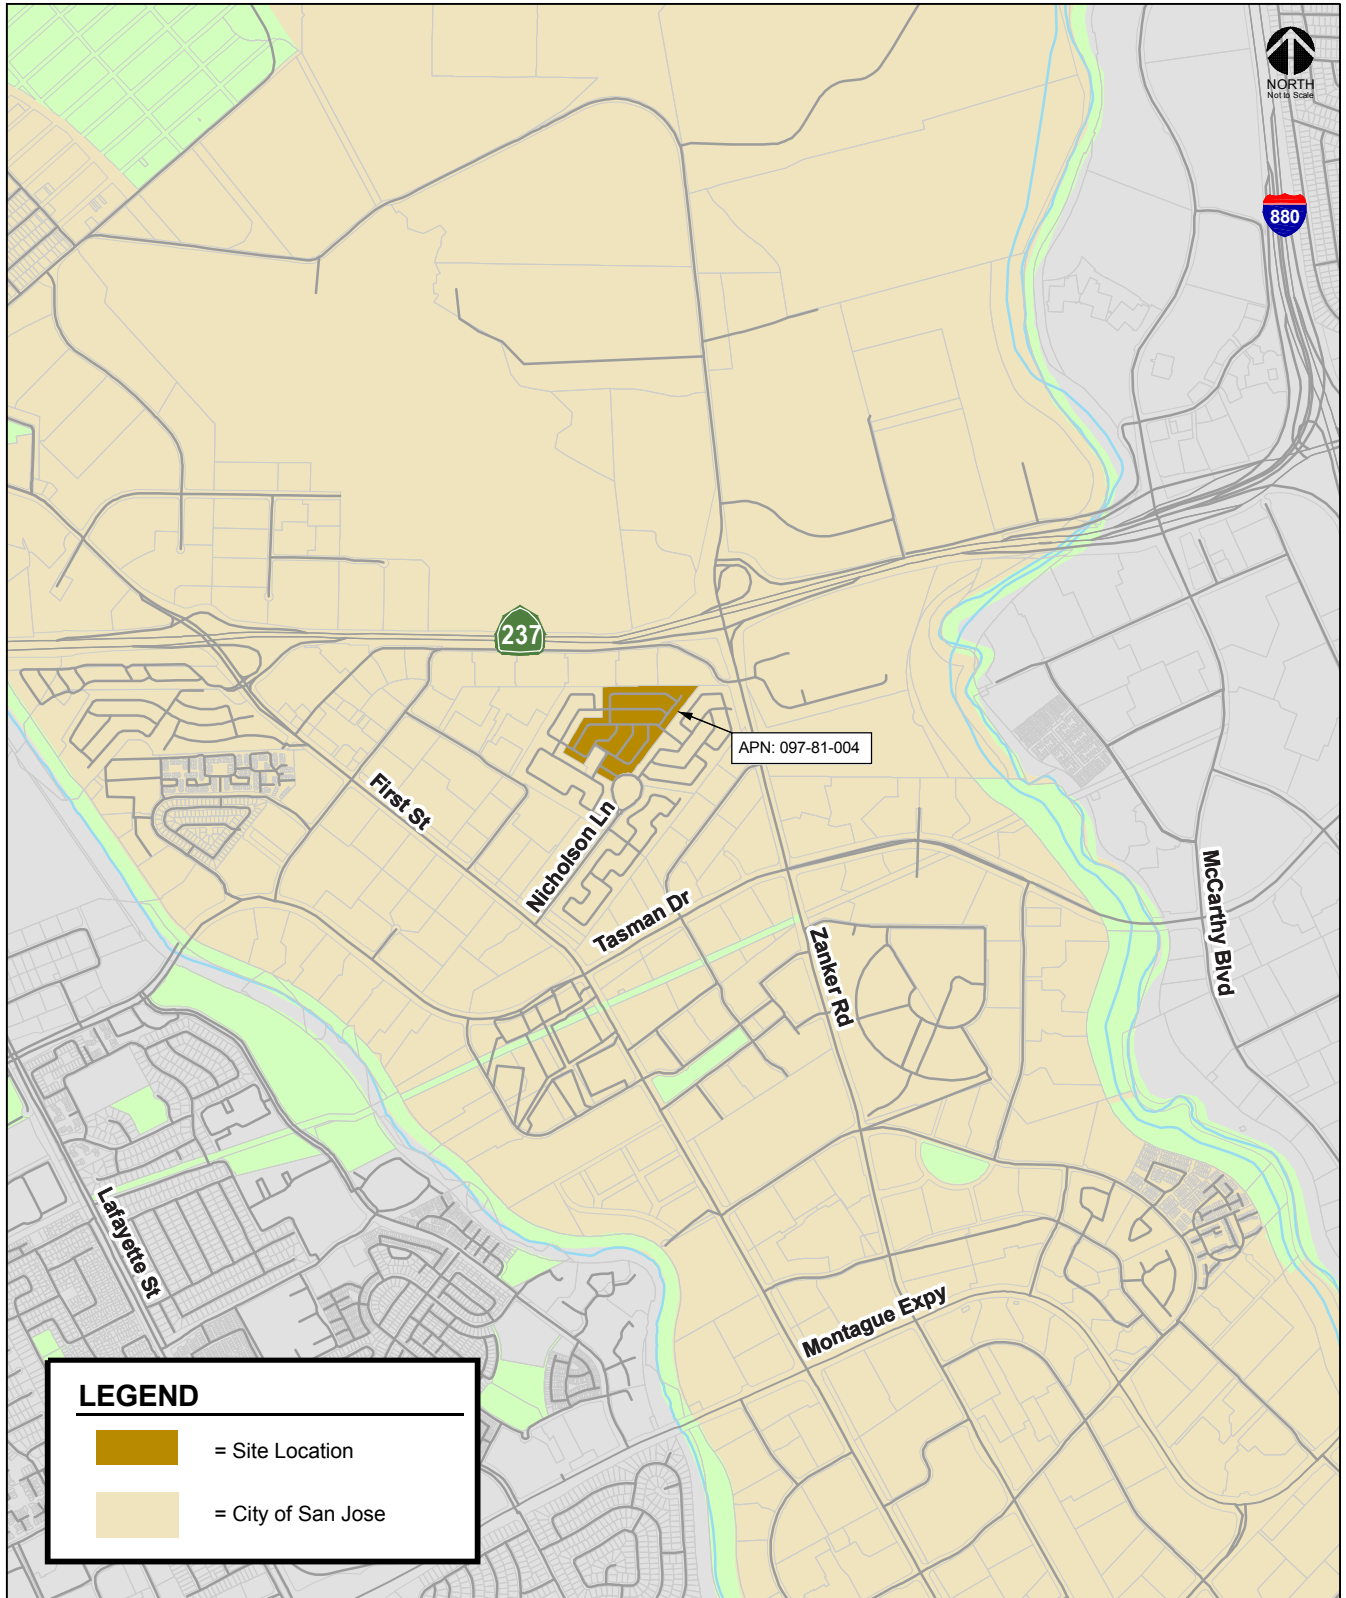 NORTH
Not to Scale
880
237
APN: 097-81-004
First St
Nicholson Ln
Tasman Dr
Zanker Rd
McCarthy Blvd
Lafayette St
Montague Expy
LEGEND
= Site Location
= City of San Jose